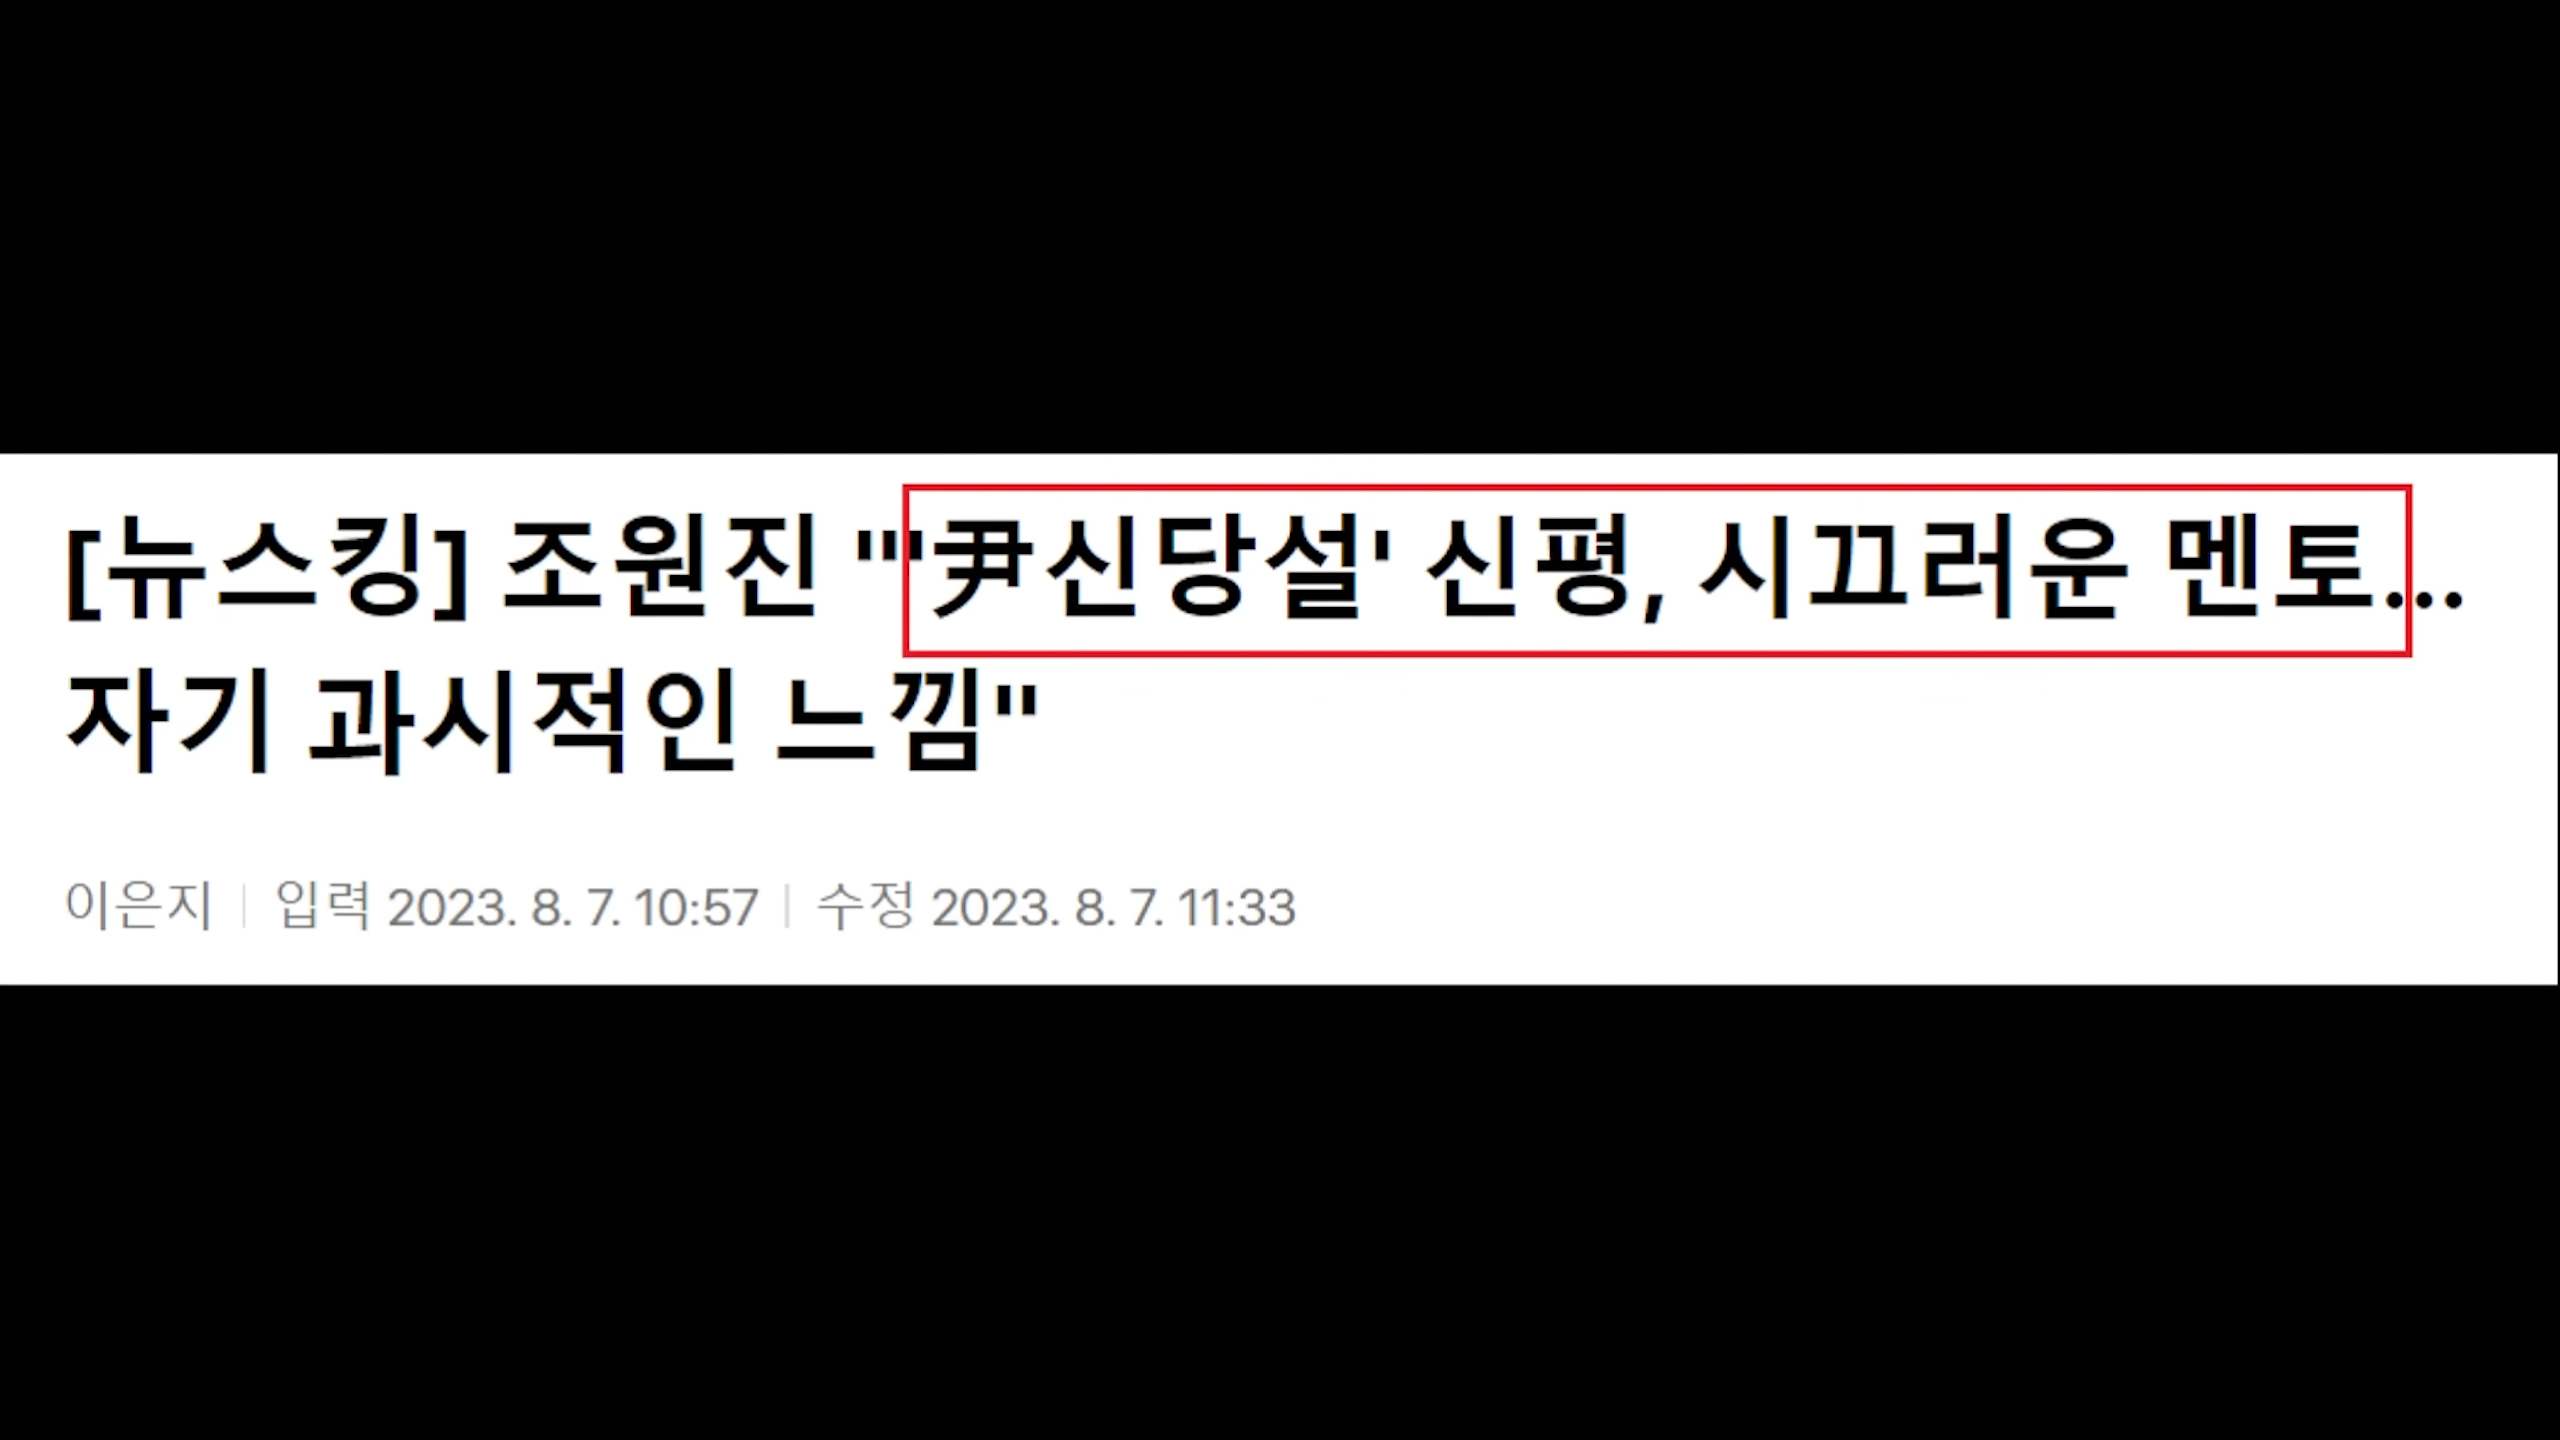 [뉴스킹] 조원진 "'尹신당설' 신평, 시끄러운 멘토...
자기 과시적인 느낌"
이은지 | 입력 2023. 8. 7. 10:57 | 수정 2023. 8. 7. 11:33